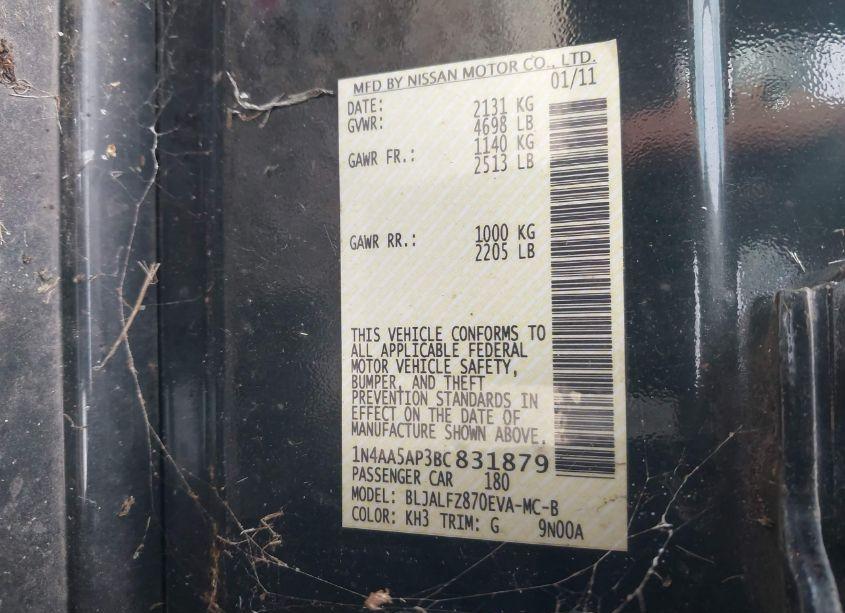 MFD BY NISSAN MOTOR CO., LTD.
DATE: 01/11
GVWR: 2131 KG
4698 LB
GAWR FR.: 1140 KG
2513 LB
GAWR RR.: 1000 KG
2205 LB
THIS VEHICLE CONFORMS TO
ALL APPLICABLE FEDERAL
MOTOR VEHICLE SAFETY,
BUMPER, AND THEFT
PREVENTION STANDARDS IN
EFFECT ON THE DATE OF
MANUFACTURE SHOWN ABOVE.
1N4AA5AP3BC831879
PASSENGER CAR 180
MODEL: BLJALFZ870EVA-MC-B
COLOR: KH3 TRIM: G 9N00A